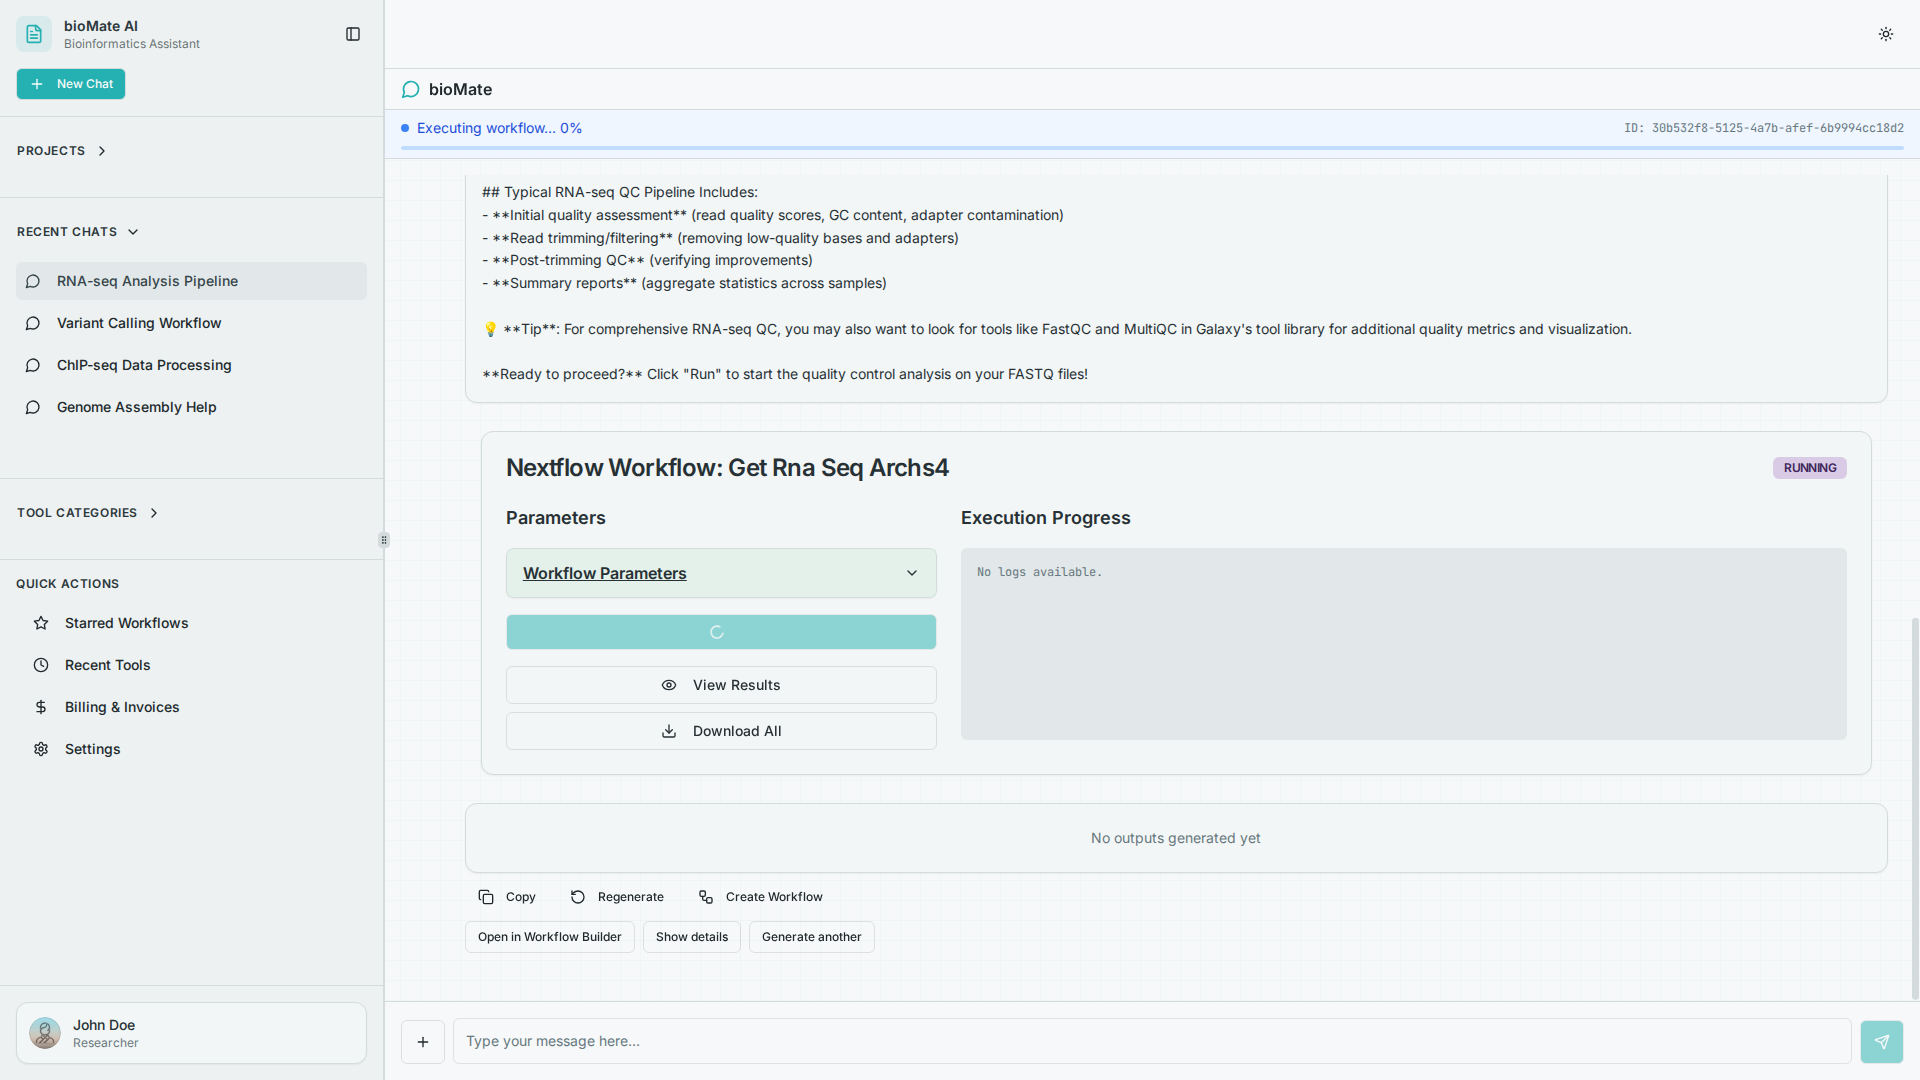 bioMate AI
Bioinformatics Assistant
New Chat
PROJECTS
RECENT CHATS
RNA-seq Analysis Pipeline
Variant Calling Workflow
ChIP-seq Data Processing
Genome Assembly Help
TOOL CATEGORIES
QUICK ACTIONS
Starred Workflows
Recent Tools
Billing & Invoices
Settings
John Doe
Researcher
bioMate
Executing workflow... 0%
ID: 30b532f8-5125-4a7b-afef-6b9994cc18d2
## Typical RNA-seq QC Pipeline Includes:
- **Initial quality assessment** (read quality scores, GC content, adapter contamination)
- **Read trimming/filtering** (removing low-quality bases and adapters)
- **Post-trimming QC** (verifying improvements)
- **Summary reports** (aggregate statistics across samples)
💡 **Tip**: For comprehensive RNA-seq QC, you may also want to look for tools like FastQC and MultiQC in Galaxy's tool library for additional quality metrics and visualization.
**Ready to proceed?** Click "Run" to start the quality control analysis on your FASTQ files!
Nextflow Workflow: Get Rna Seq Archs4
RUNNING
Parameters
Workflow Parameters
View Results
Download All
Execution Progress
No logs available.
No outputs generated yet
Copy
Regenerate
Create Workflow
Open in Workflow Builder
Show details
Generate another
Type your message here...